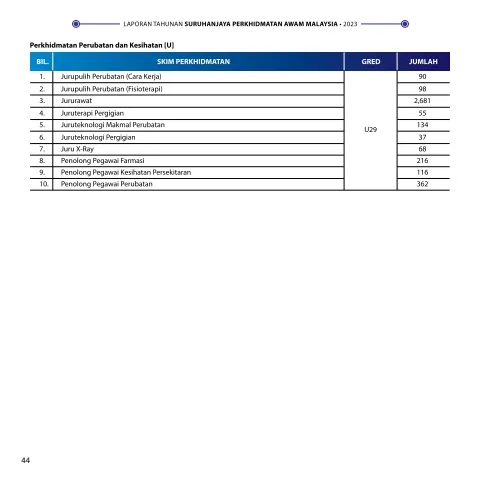 LAPORAN TAHUNAN SURUHANJAYA PERKHIDMATAN AWAM MALAYSIA • 2023
Perkhidmatan Perubatan dan Kesihatan [U]
BIL. SKIM PERKHIDMATAN GRED JUMLAH
1. Jurupulih Perubatan (Cara Kerja) 90
2. Jurupulih Perubatan (Fisioterapi) 98
3. Jururawat 2,681
4. Juruterapi Pergigian 55
5. Juruteknologi Makmal Perubatan 134
U29
6. Juruteknologi Pergigian 37
7. Juru X-Ray 68
8. Penolong Pegawai Farmasi 216
9. Penolong Pegawai Kesihatan Persekitaran 116
10. Penolong Pegawai Perubatan 362
44